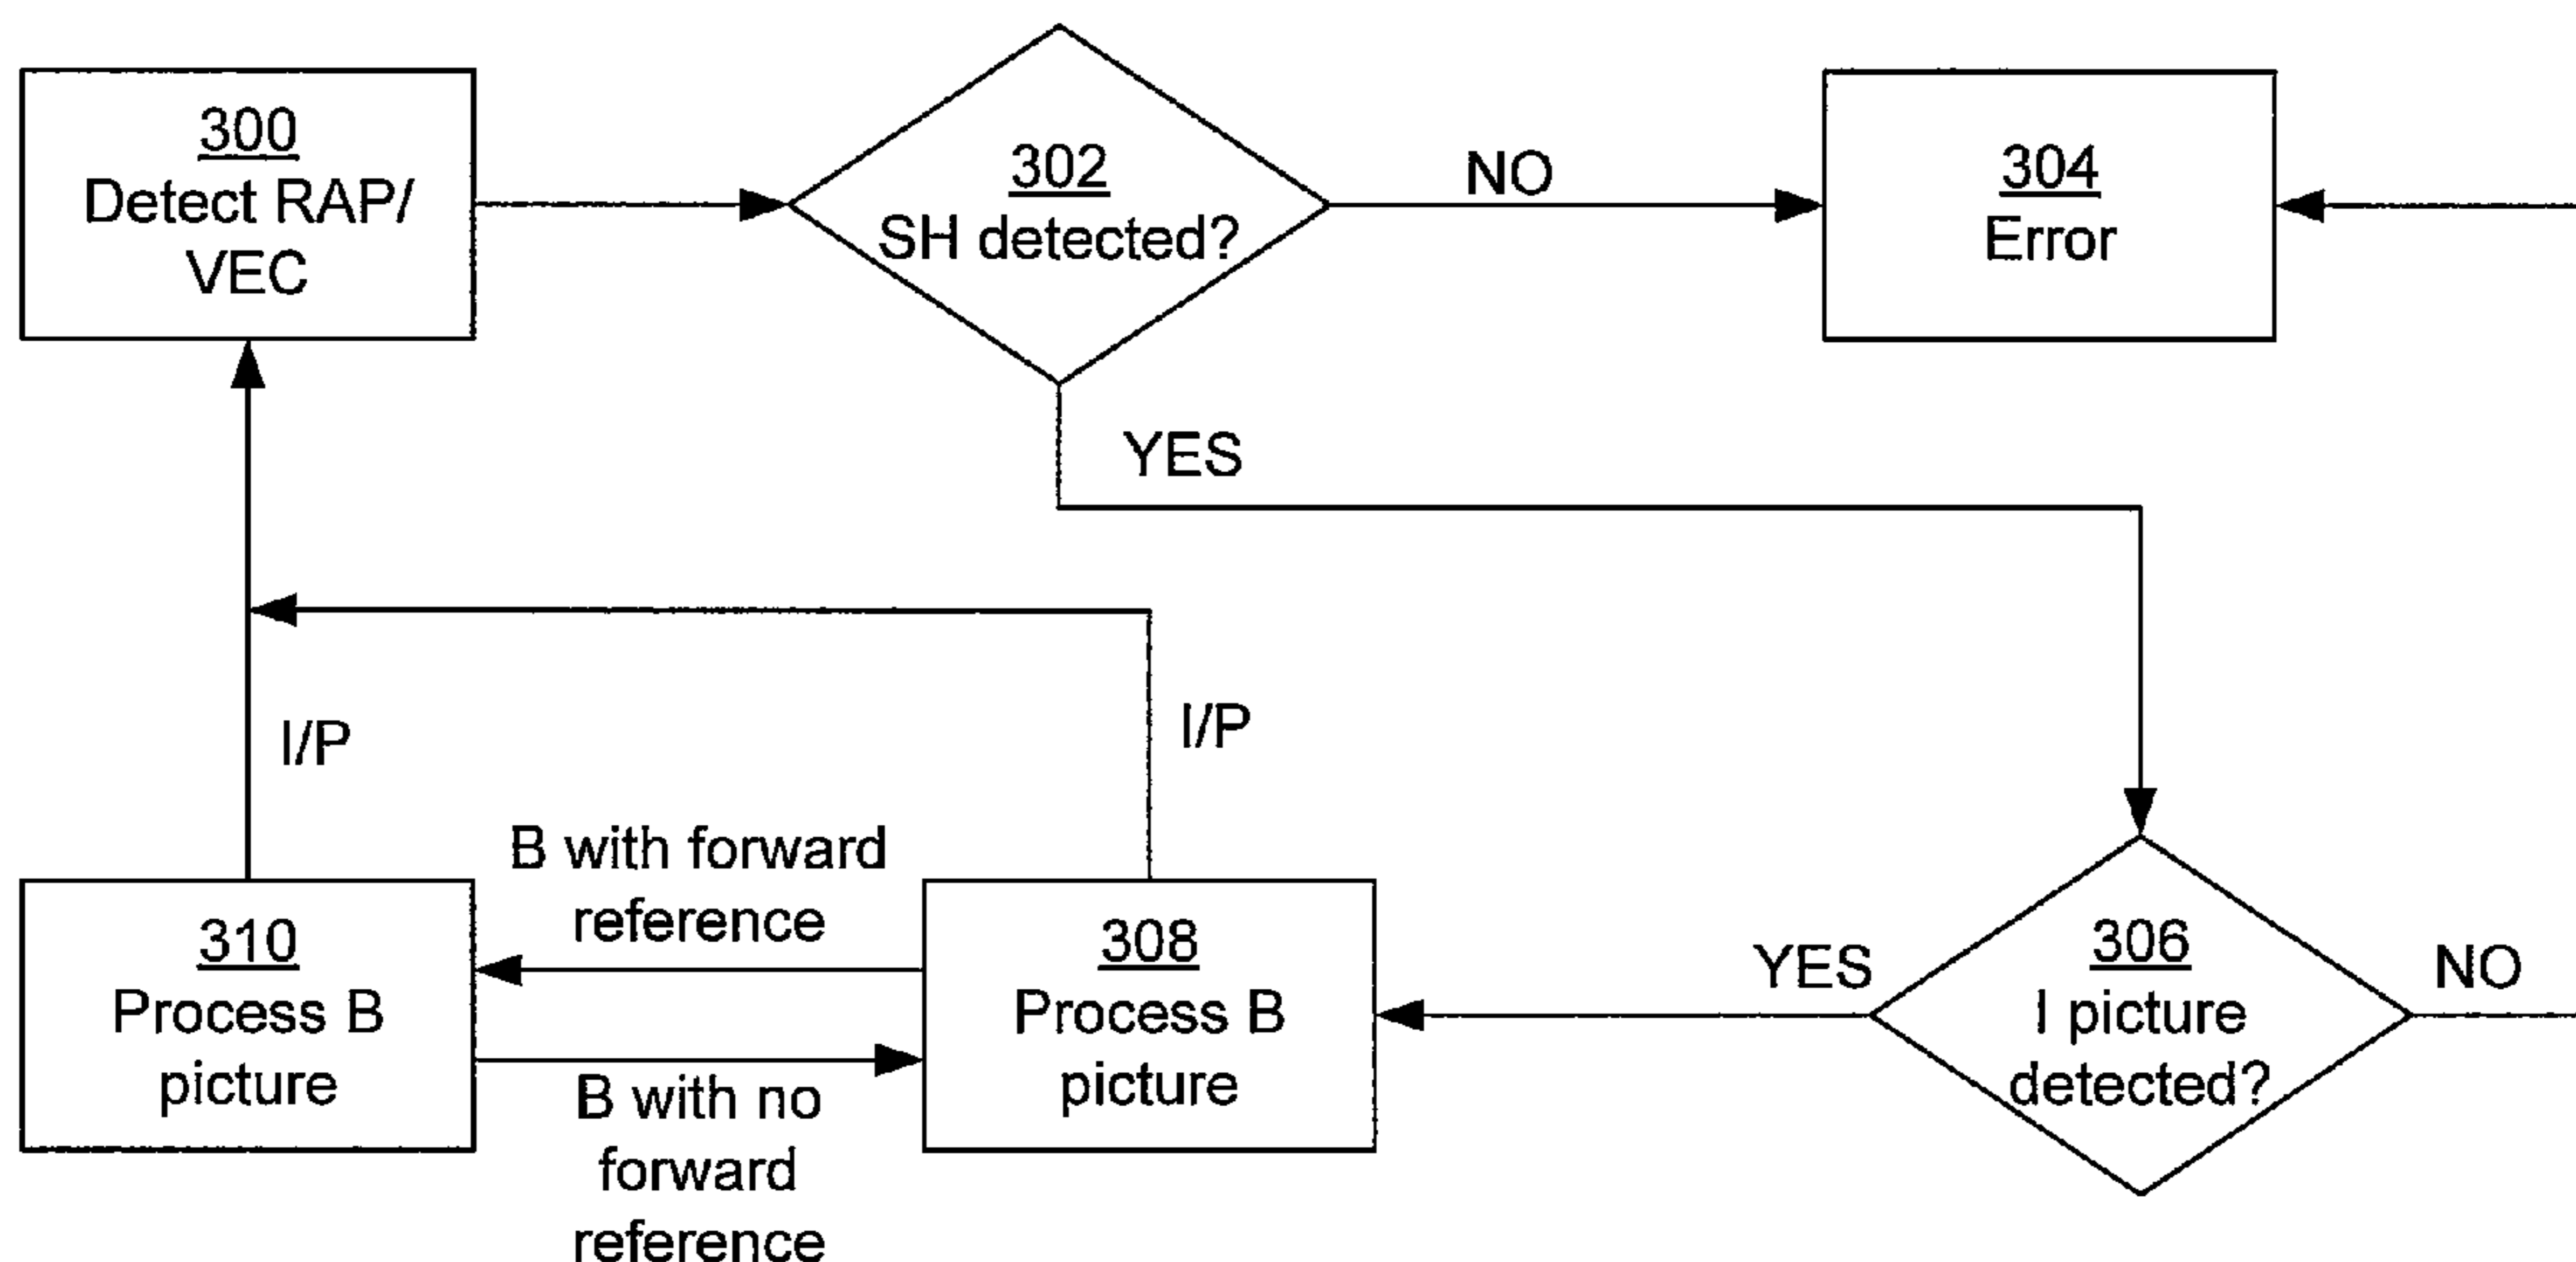 300
Detect RAP/
VEC
302
SH detected?
NO
304
Error
YES
I/P
I/P
B with forward
reference
310
Process B
picture
308
Process B
picture
YES
306
I picture
detected?
NO
B with no
forward
reference